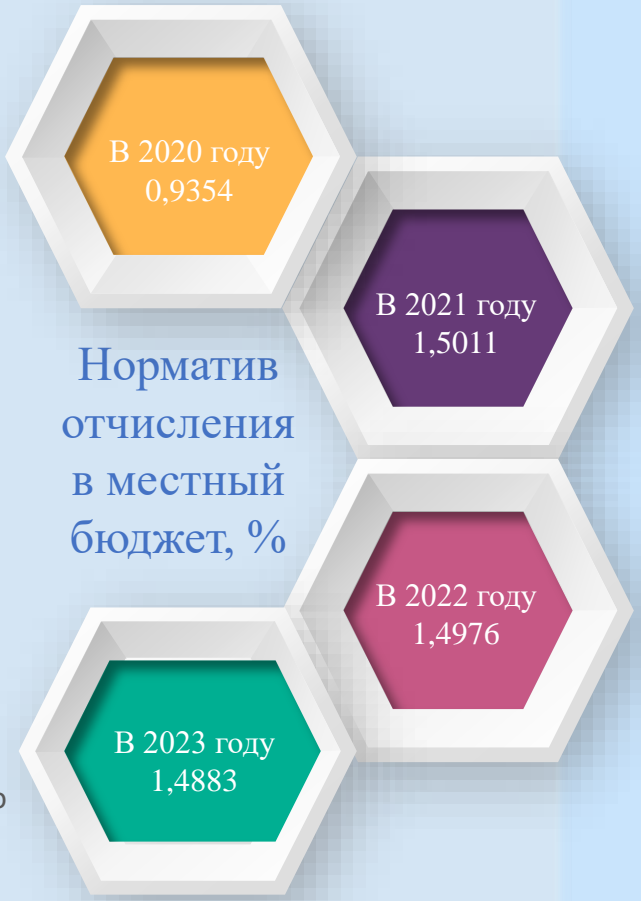 В 2020 году
0,9354
В 2021 году
1,5011
Норматив
отчисления
в местный
бюджет, %
В 2022 году
1,4976
В 2023 году
1,4883